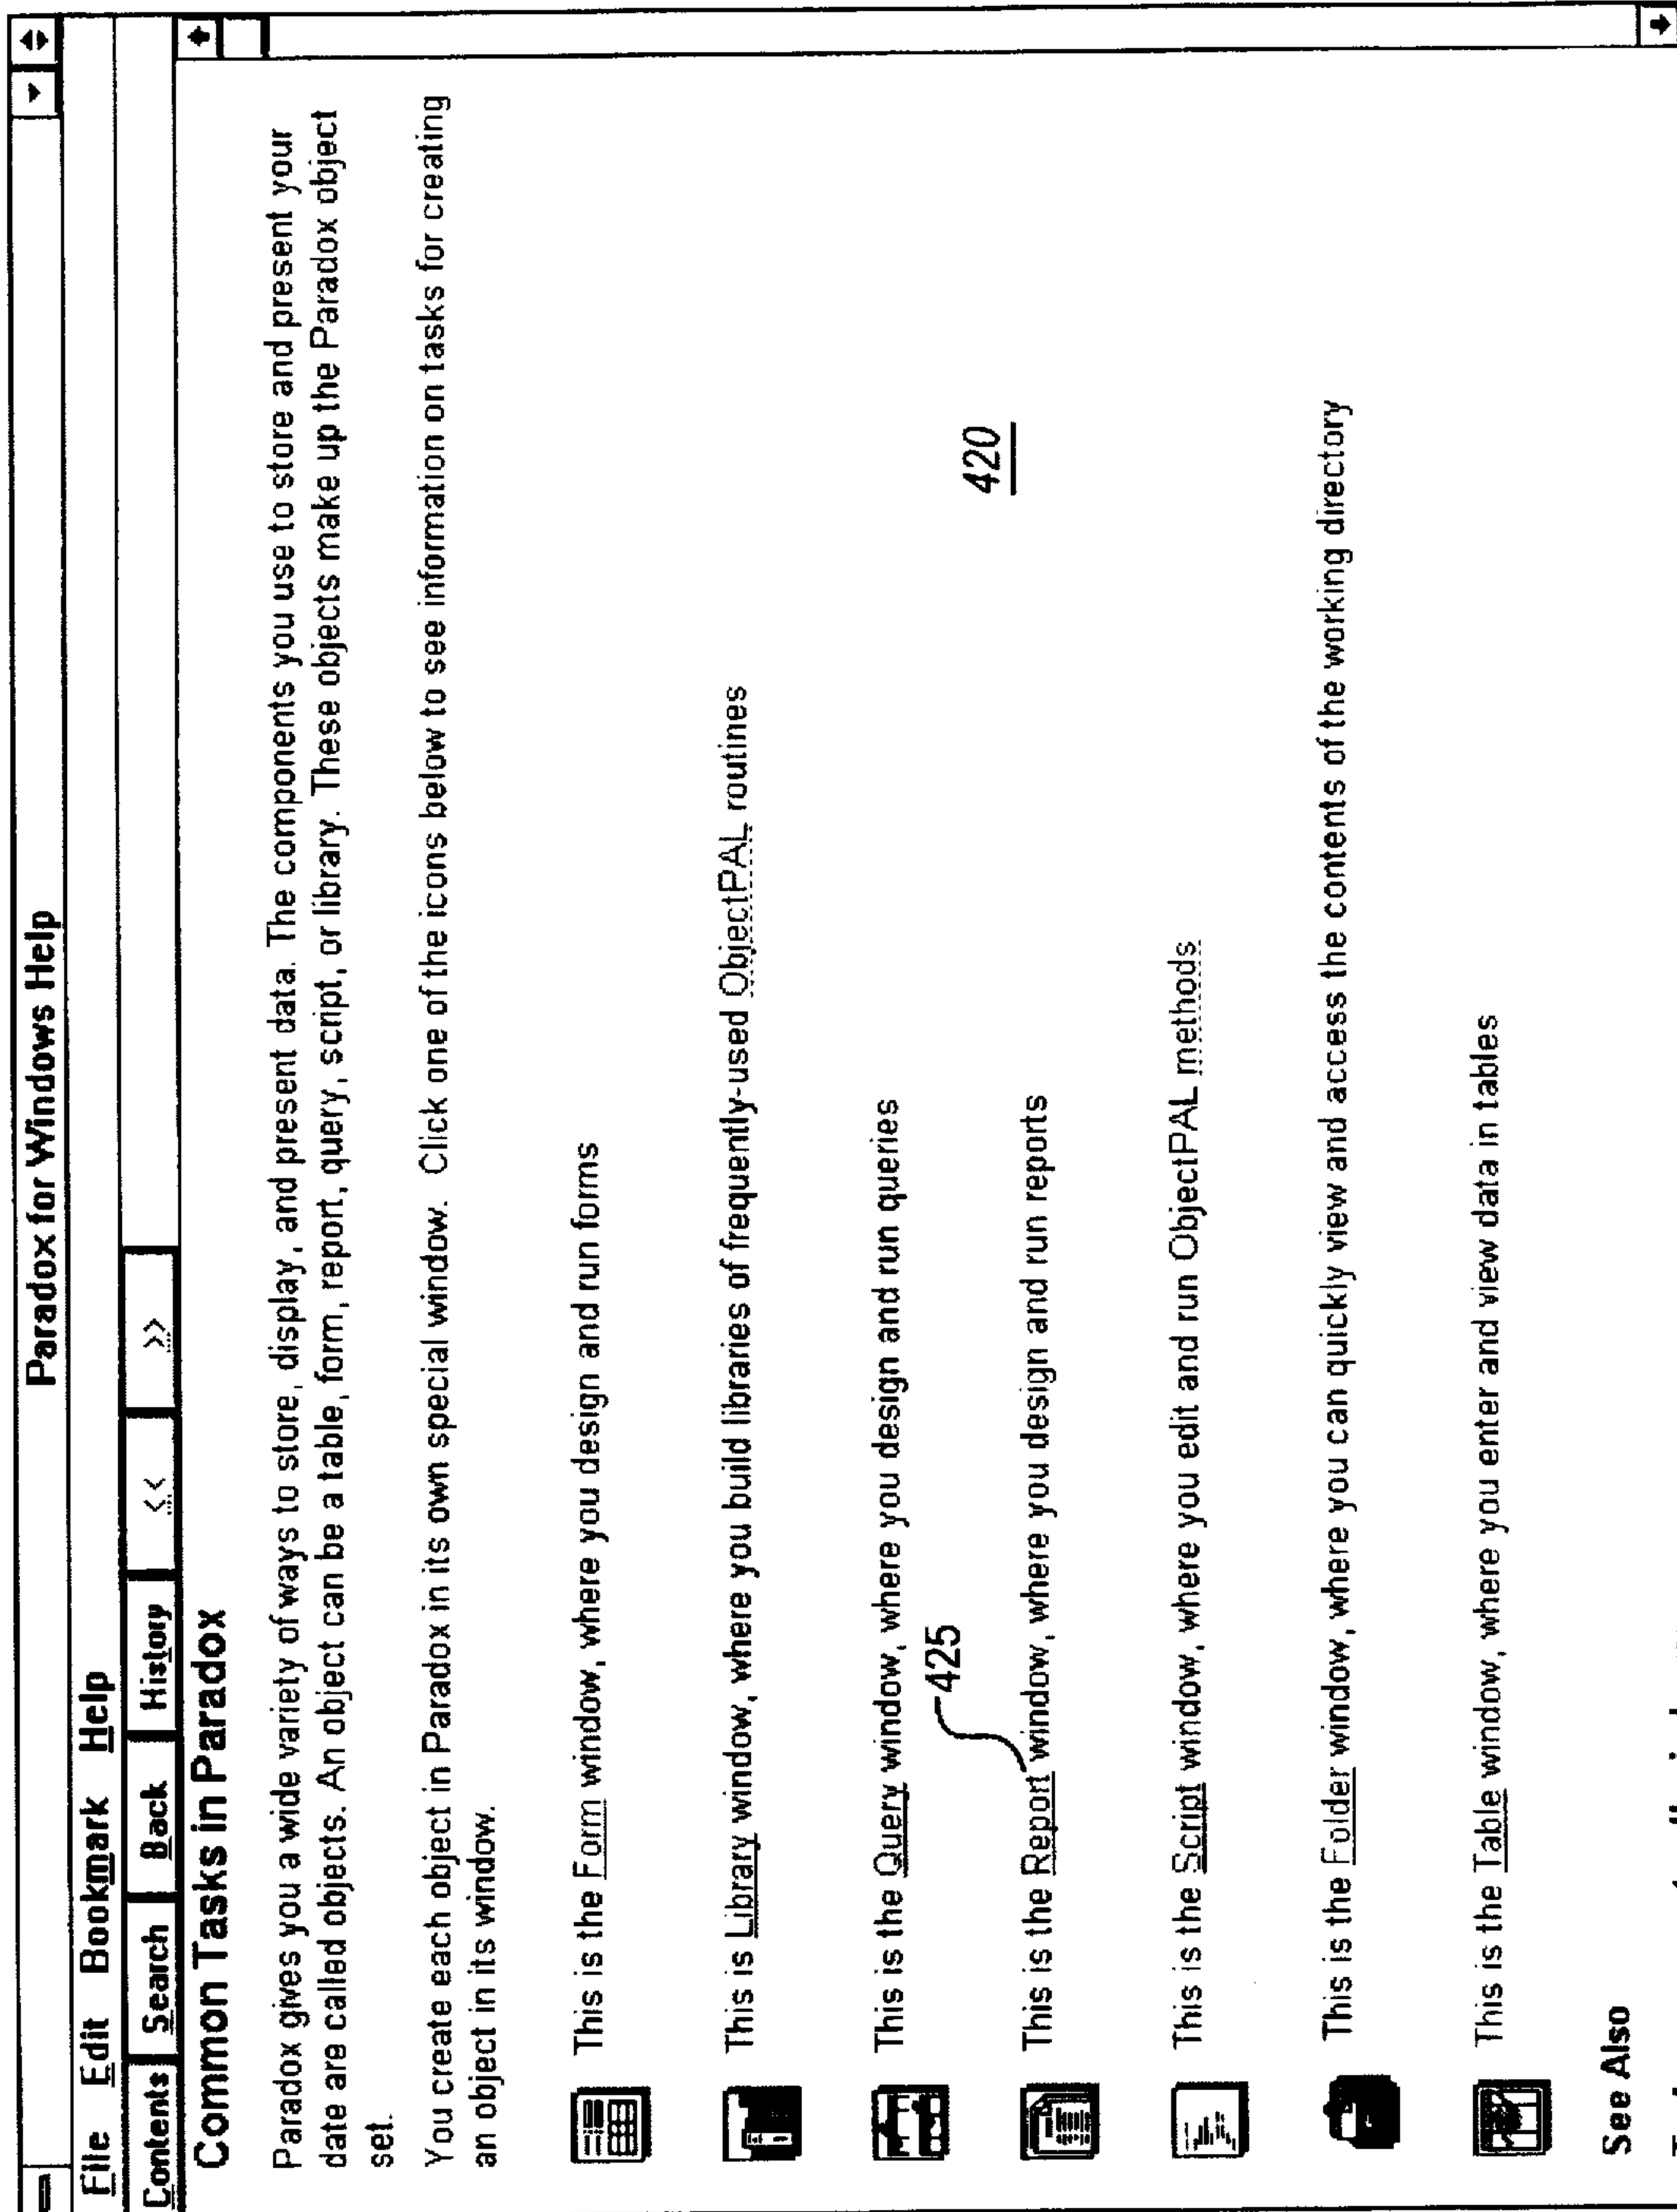 Paradox for Windows Help
File Edit Bookmark Help
Contents Search Back History << >>
Common Tasks in Paradox
Paradox gives you a wide variety of ways to store, display, and present data. The components you use to store and present your
date are called objects. An object can be a table, form, report, query, script, or library. These objects make up the Paradox object
set.
You create each object in Paradox in its own special window. Click one of the icons below to see information on tasks for creating
an object in its window.
This is the Form window, where you design and run forms
This is Library window, where you build libraries of frequently-used ObjectPAL routines
This is the Query window, where you design and run queries
425
420
This is the Report window, where you design and run reports
This is the Script window, where you edit and run ObjectPAL methods
This is the Folder window, where you can quickly view and access the contents of the working directory
This is the Table window, where you enter and view data in tables
See Also